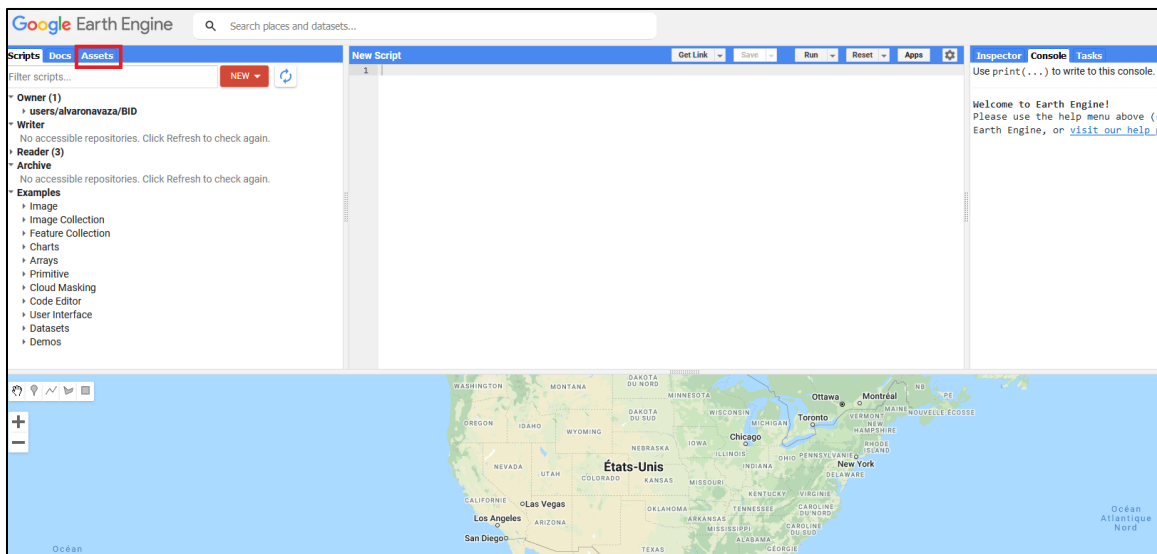 Google Earth Engine
Search places and datasets...
Scripts Docs Assets
Filter scripts...
NEW
Owner (1)
users/alvaronavaza/BID
Writer
No accessible repositories. Click Refresh to check again.
Reader (3)
Archive
No accessible repositories. Click Refresh to check again.
Examples
Image
Image Collection
Feature Collection
Charts
Arrays
Primitive
Cloud Masking
Code Editor
User Interface
Datasets
Demos
New Script
Get Link Save Run Reset Apps
1
Inspector Console Tasks
Use print(...) to write to this console.
Welcome to Earth Engine!
Please use the help menu above (
Earth Engine, or visit our help
WASHINGTON
MONTANA
DAKOTA
DU NORD
MINNESOTA
Ottawa
Montréal
NB
PE
OREGON
IDAHO
WYOMING
DAKOTA
DU SUD
WISCONSIN
MICHIGAN
Toronto
VERMONT
MAINE
NOUVELLE-ÉCOSSE
NEW
HAMPSHIRE
Chicago
NEBRASKA
IOWA
ILLINOIS
INDIANA
OHIO
PENNSYLVANIE
RHODE
ISLAND
New York
NEVADA
UTAH
États-Unis
COLORADO
KANSAS
MISSOURI
DELAWARE
CALIFORNIE
Las Vegas
KENTUCKY
VIRGINIE
OKLAHOMA
TENNESSEE
CAROLINE
DU NORD
Los Angeles
ARIZONA
ARKANSAS
MISSISSIPPI
CAROLINE
DU SUD
San Diego
ALABAMA
TEXAS
GÉORGIE
Océan
Atlantique
Nord
Océan